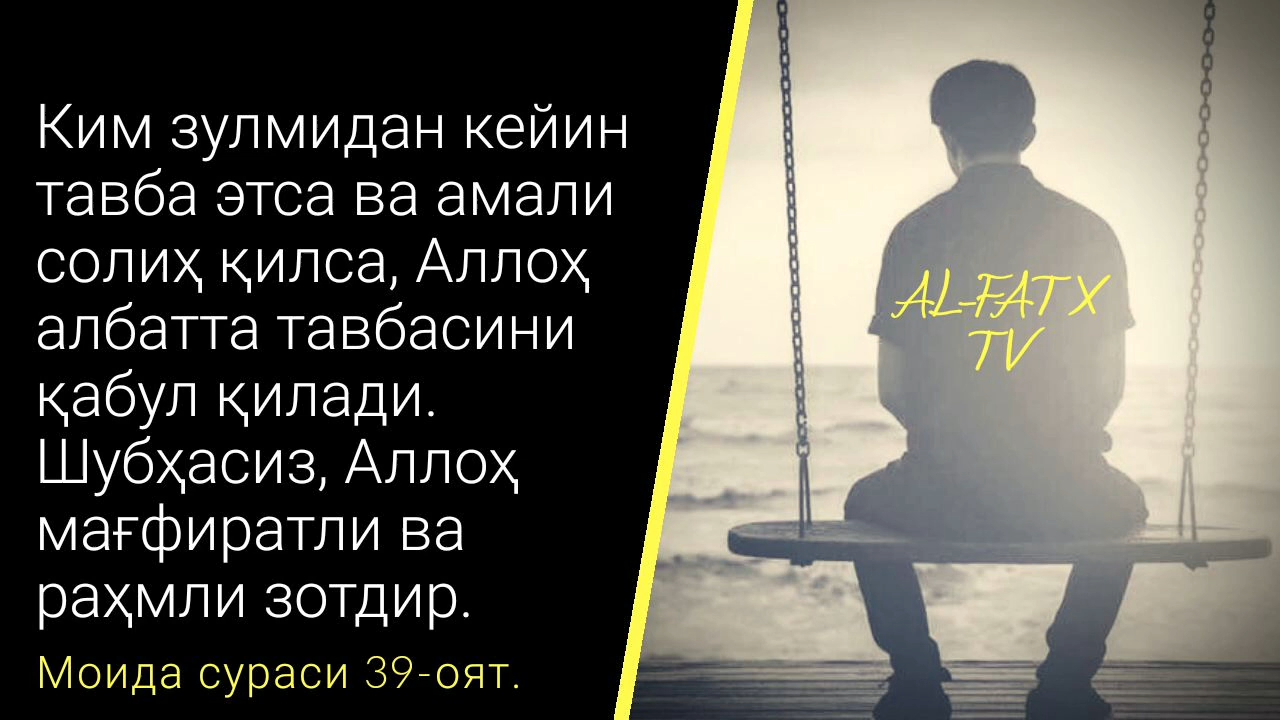 Ким зулмидан кейин
тавба этса ва амали
солиҳ қилса, Аллоҳ
албатта тавбасини
қабул қилади.
Шубҳасиз, Аллоҳ
мағфиратли ва
раҳмли зотдир.
Моида сураси 39-оят.
AL-FATX
TV